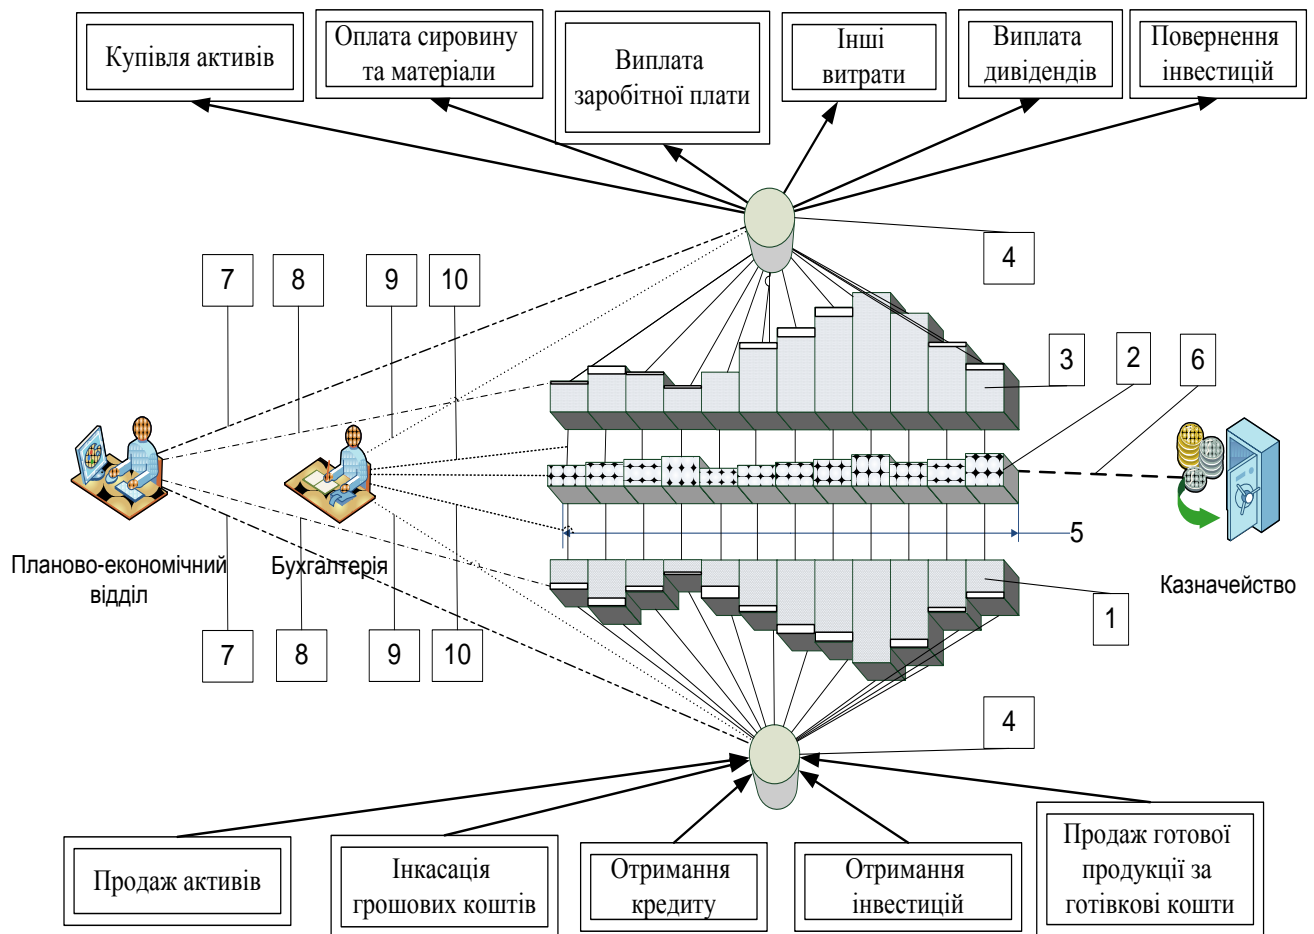 Купівля активів
Оплата сировину
та матеріали
Виплата
заробітної плати
Інші
витрати
Виплата
дивідендів
Повернення
інвестицій
4
7
8
9
10
3
2
6
5
Планово-економічний
відділ
Бухгалтерія
Казначейство
1
7
8
9
10
4
Продаж активів
Інкасація
грошових коштів
Отримання
кредиту
Отримання
інвестицій
Продаж готової
продукції за
готівкові кошти